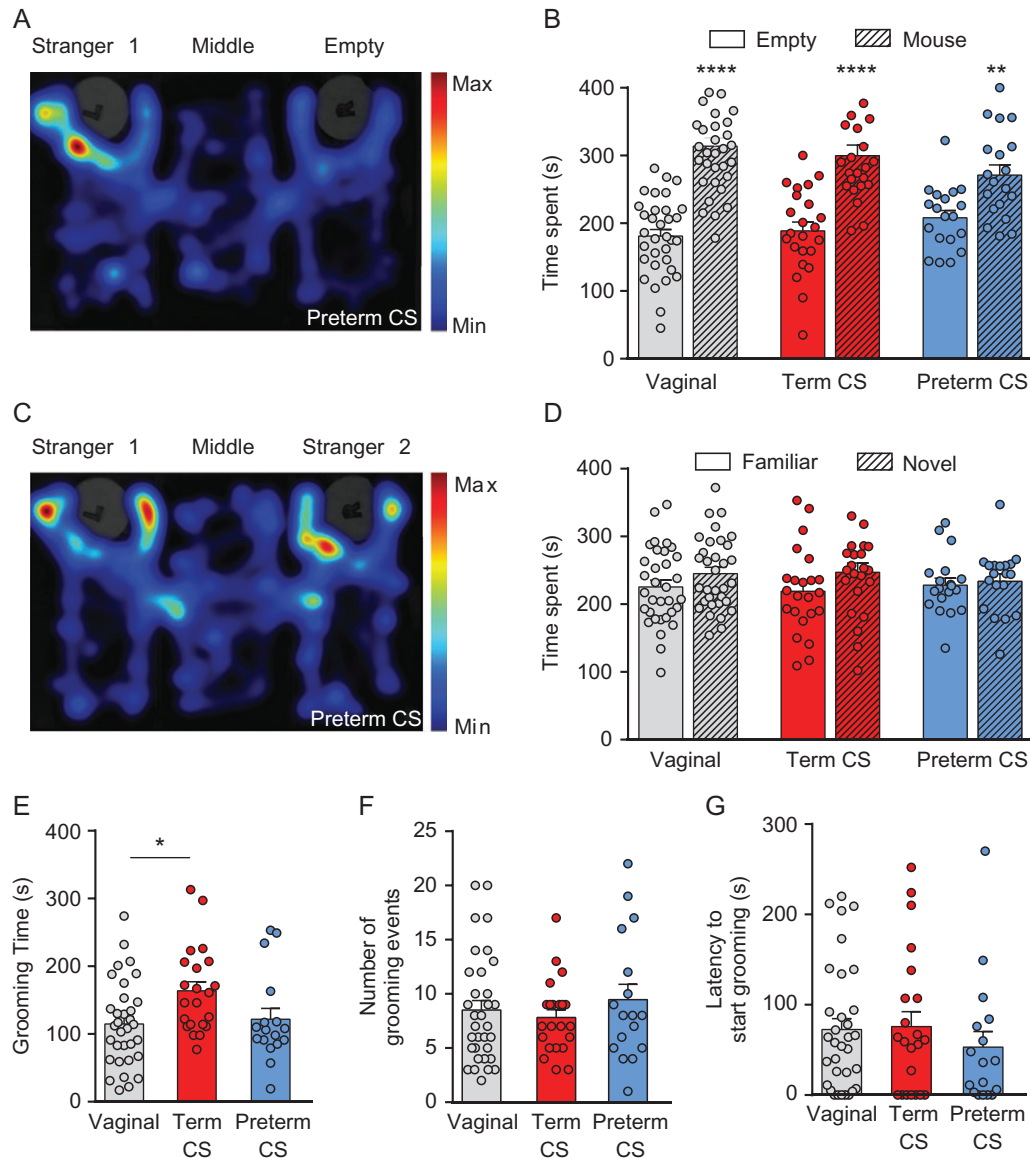 A
Stranger 1 Middle Empty
Max
Min
L
R
Preterm CS
B
Empty Mouse
**** **** **
Time spent (s)
400
300
200
100
0
Vaginal Term CS Preterm CS
C
Stranger 1 Middle Stranger 2
Max
Min
L
R
Preterm CS
D
Familiar Novel
Time spent (s)
400
300
200
100
0
Vaginal Term CS Preterm CS
E
Grooming Time (s)
400
300
200
100
0
*
Vaginal Term Preterm
CS CS
F
Number of
grooming events
25
20
15
10
5
0
Vaginal Term Preterm
CS CS
G
Latency to
start grooming (s)
300
200
100
0
Vaginal Term Preterm
CS CS